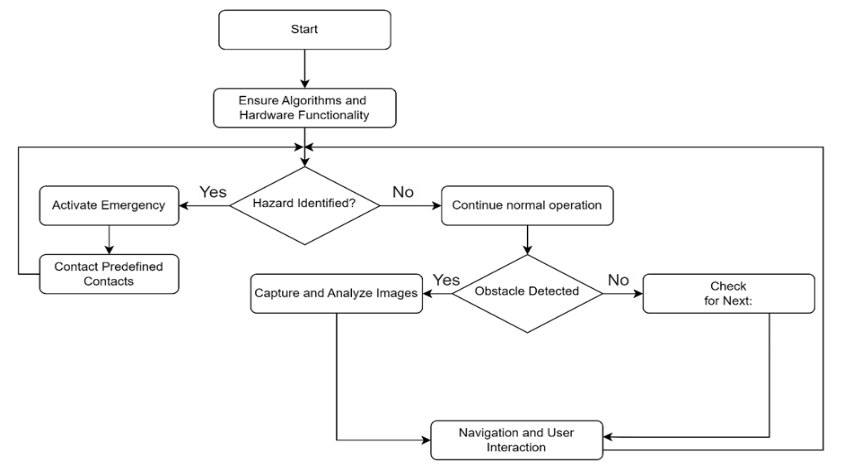 Start
Ensure Algorithms and
Hardware Functionality
Yes
Hazard Identified?
No
Activate Emergency
Continue normal operation
Contact Predefined
Contacts
Yes
Obstacle Detected
No
Capture and Analyze Images
Check
for Next:
Navigation and User
Interaction